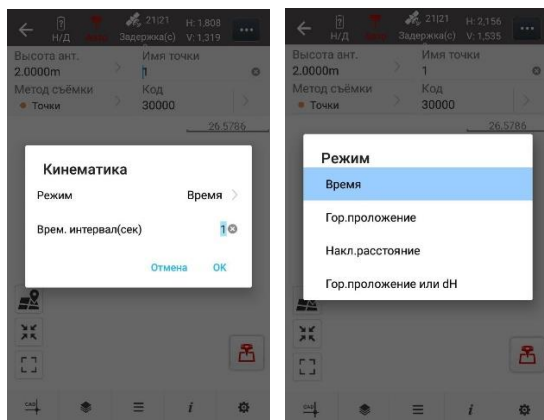 21|21 H: 1,808
Н/Д Задержка(с) V: 1,319
Высота ант. Имя точки
2.0000m 1
Метод съёмки Код
Точки 30000
26.5786
Кинематика
Режим Время
Врем. интервал(сек) 1
Отмена ОК
CAD
21|21 H: 2,156
Н/Д Задержка(с) V: 1,535
Высота ант. Имя точки
2.0000m 1
Метод съёмки Код
Точки 30000
26.5786
Режим
Время
Гор.проложение
Накл.расстояние
Гор.проложение или dH
CAD